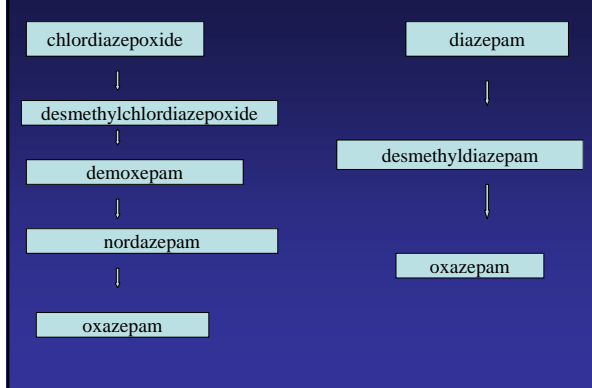 chlordiazepoxide
desmethylchlordiazepoxide
demoxepam
nordazepam
oxazepam
diazepam
desmethyldiazepam
oxazepam